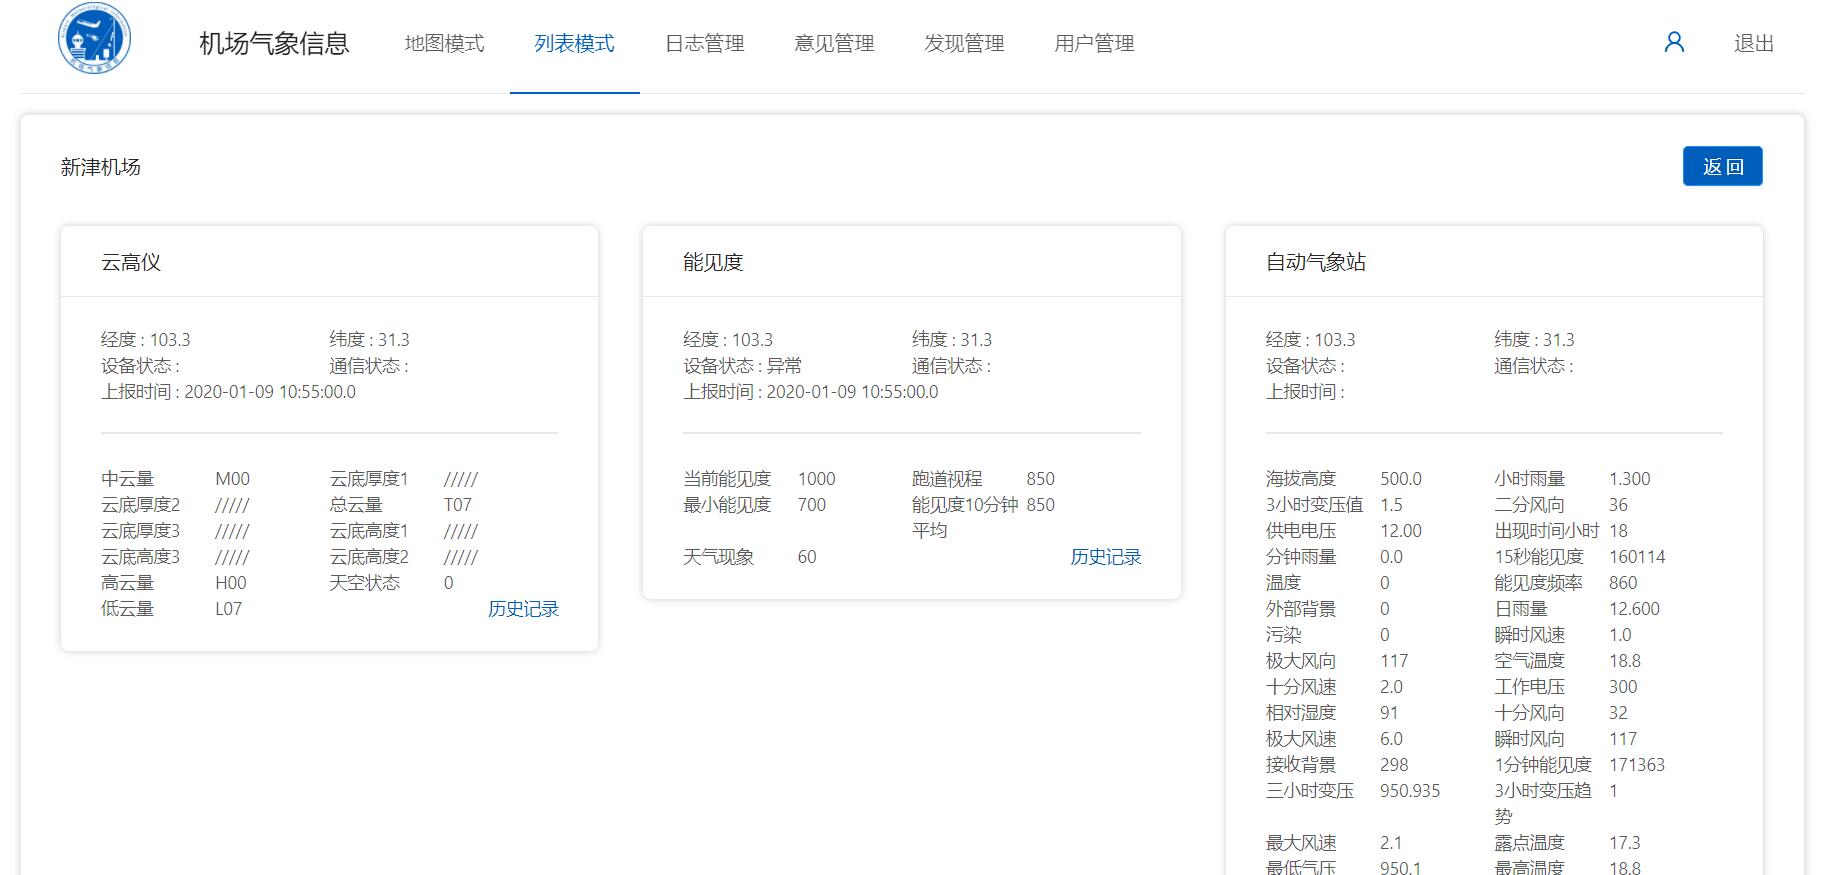 机场气象信息 地图模式 列表模式 日志管理 意见管理 发现管理 用户管理 退出
新津机场 返回
云高仪
经度 : 103.3 纬度 : 31.3
设备状态 : 通信状态 :
上报时间 : 2020-01-09 10:55:00.0
中云量 M00 云底厚度1 /////
云底厚度2 ///// 总云量 T07
云底厚度3 ///// 云底高度1 /////
云底高度3 ///// 云底高度2 /////
高云量 H00 天空状态 0
低云量 L07 历史记录
能见度
经度 : 103.3 纬度 : 31.3
设备状态 : 异常 通信状态 :
上报时间 : 2020-01-09 10:55:00.0
当前能见度 1000 跑道视程 850
最小能见度 700 能见度10分钟 850
平均
天气现象 60 历史记录
自动气象站
经度 : 103.3 纬度 : 31.3
设备状态 : 通信状态 :
上报时间 :
海拔高度 500.0 小时雨量 1.300
3小时变压值 1.5 二分风向 36
供电电压 12.00 出现时间小时 18
分钟雨量 0.0 15秒能见度 160114
温度 0 能见度频率 860
外部背景 0 日雨量 12.600
污染 0 瞬时风速 1.0
极大风向 117 空气温度 18.8
十分风速 2.0 工作电压 300
相对湿度 91 十分风向 32
极大风速 6.0 瞬时风向 117
接收背景 298 1分钟能见度 171363
三小时变压 950.935 3小时变压趋 1
势
最大风速 2.1 露点温度 17.3
最低气压 950.1 最高温度 18.8